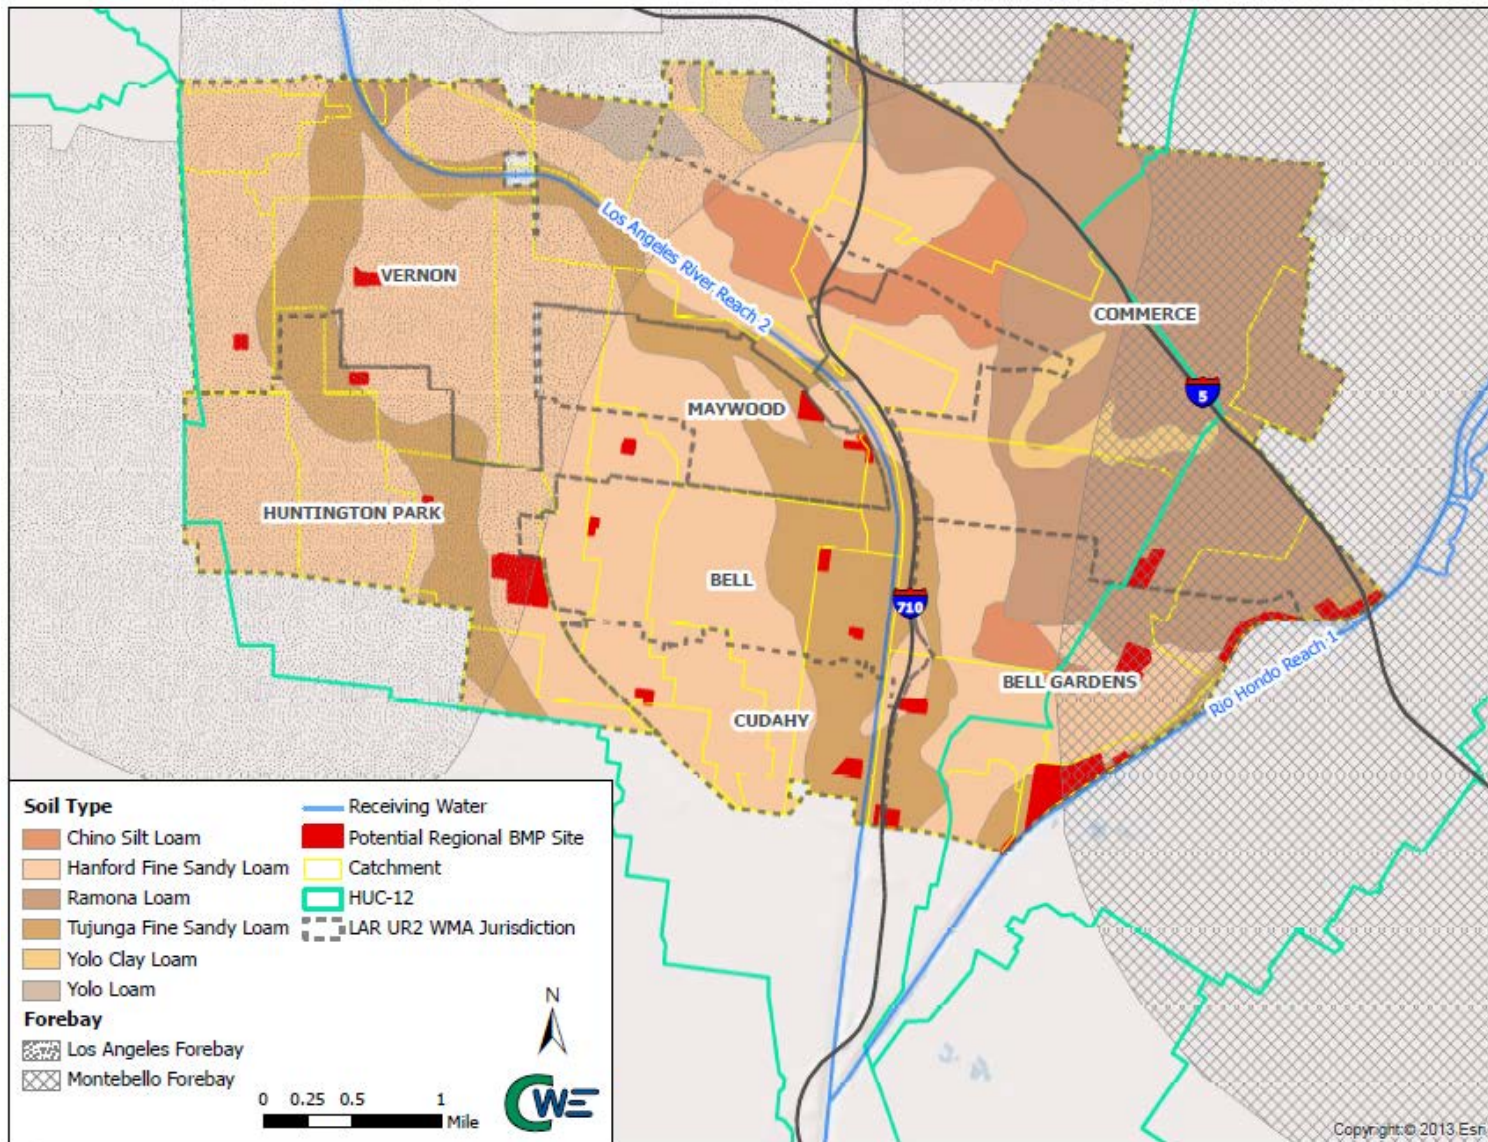 VERNON
Los Angeles River Reach 2
COMMERCE
5
MAYWOOD
HUNTINGTON PARK
BELL
710
BELL GARDENS
Rio Hondo Reach 1
CUDAHY
Soil Type
Chino Silt Loam
Hanford Fine Sandy Loam
Ramona Loam
Tujunga Fine Sandy Loam
Yolo Clay Loam
Yolo Loam
Forebay
Los Angeles Forebay
Montebello Forebay
Receiving Water
Potential Regional BMP Site
Catchment
HUC-12
LAR UR2 WMA Jurisdiction
N
0 0.25 0.5 1
Mile
CWE
Copyright:© 2013 Esri